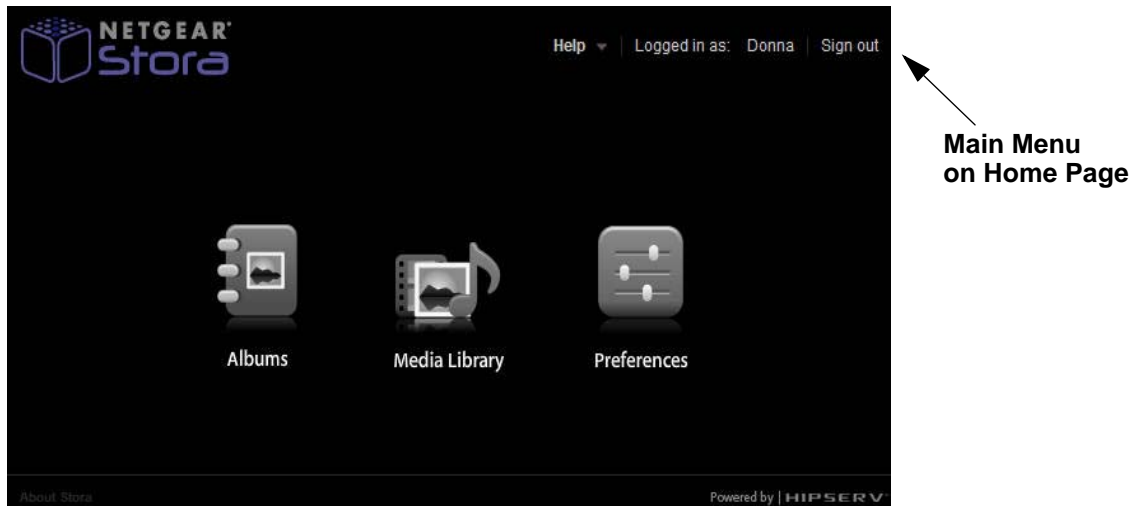 NETGEAR
Stora
Help Logged in as: Donna Sign out
Main Menu
on Home Page
Albums Media Library Preferences
About Stora Powered by | HIPSERV